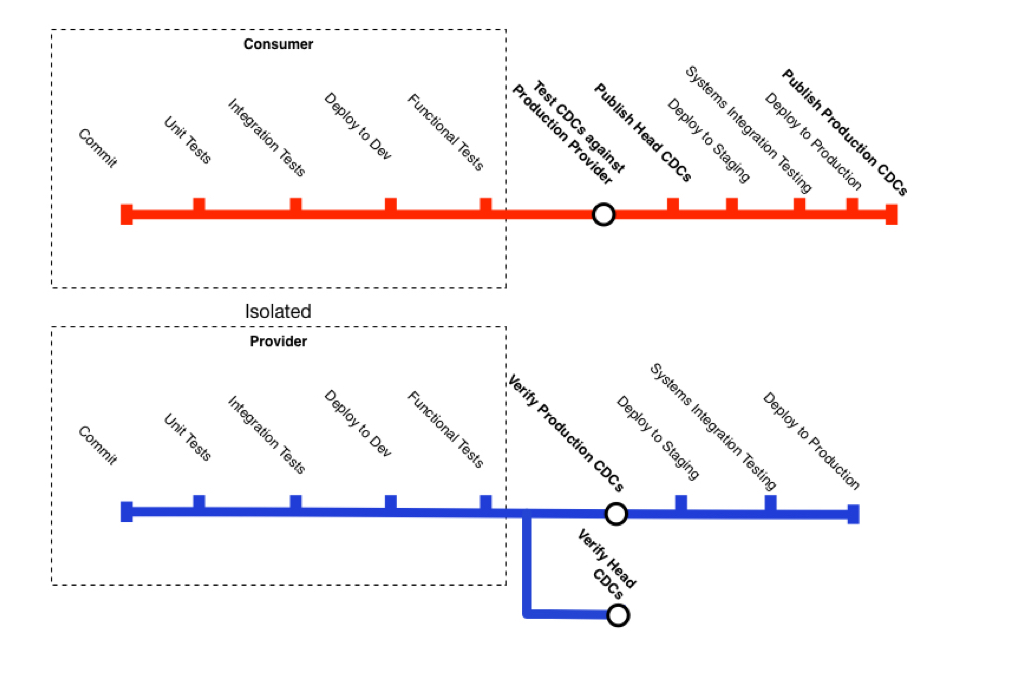 Consumer
Commit
Unit Tests
Integration Tests
Deploy to Dev
Functional Tests
Test CDCs against
Production Provider
Publish Head CDCs
Deploy to Staging
Systems Integration Testing
Deploy to Production
Publish Production CDCs
Isolated
Provider
Commit
Unit Tests
Integration Tests
Deploy to Dev
Functional Tests
Verify Production CDCs
Deploy to Staging
Systems Integration Testing
Deploy to Production
Verify Head
CDCs